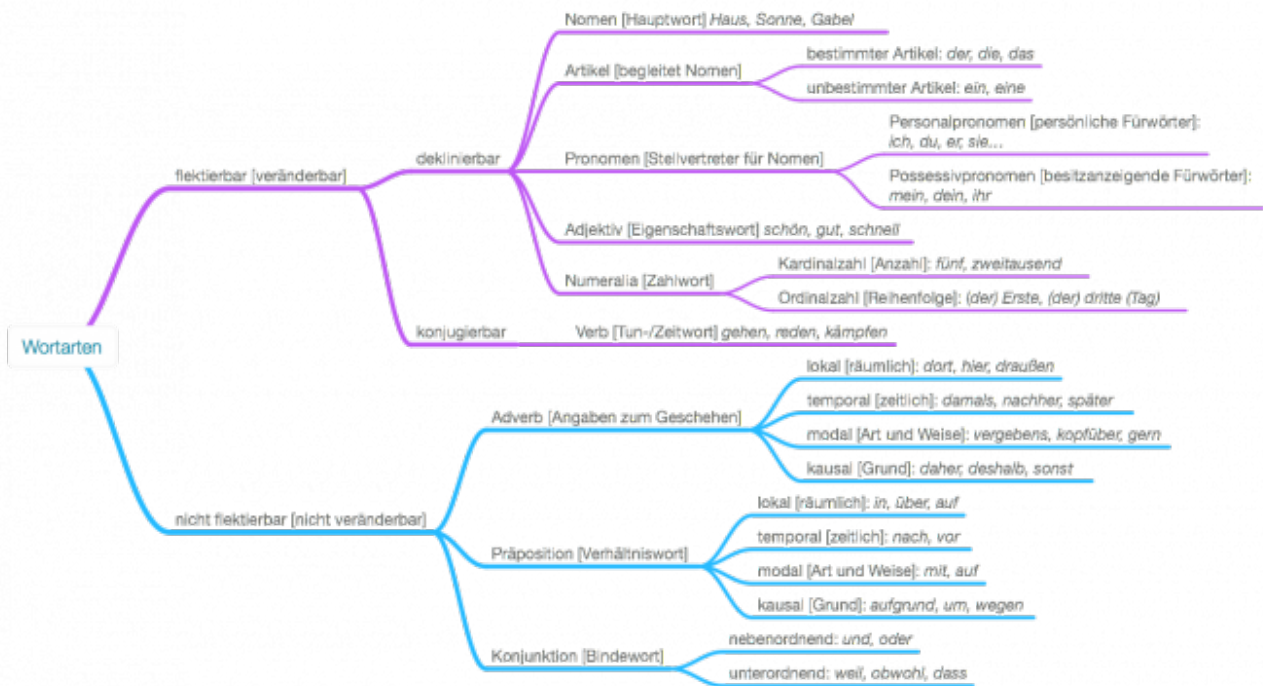 Wortarten
flektierbar [veränderbar]
deklinierbar
Nomen [Hauptwort] Haus, Sonne, Gabel
Artikel [begleitet Nomen]
bestimmter Artikel: der, die, das
unbestimmter Artikel: ein, eine
Pronomen [Stellvertreter für Nomen]
Personalpronomen [persönliche Fürwörter]:
ich, du, er, sie...
Possessivpronomen [besitzanzeigende Fürwörter]:
mein, dein, ihr
Adjektiv [Eigenschaftswort] schön, gut, schnell
Numeralia [Zahlwort]
Kardinalzahl [Anzahl]: fünf, zweitausend
Ordinalzahl [Reihenfolge]: (der) Erste, (der) dritte (Tag)
konjugierbar
Verb [Tun-/Zeitwort] gehen, reden, kämpfen
nicht flektierbar [nicht veränderbar]
Adverb [Angaben zum Geschehen]
lokal [räumlich]: dort, hier, draußen
temporal [zeitlich]: damals, nachher, später
modal [Art und Weise]: vergebens, kopfüber, gern
kausal [Grund]: daher, deshalb, sonst
Präposition [Verhältniswort]
lokal [räumlich]: in, über, auf
temporal [zeitlich]: nach, vor
modal [Art und Weise]: mit, auf
kausal [Grund]: aufgrund, um, wegen
Konjunktion [Bindewort]
nebenordnend: und, oder
unterordnend: weil, obwohl, dass